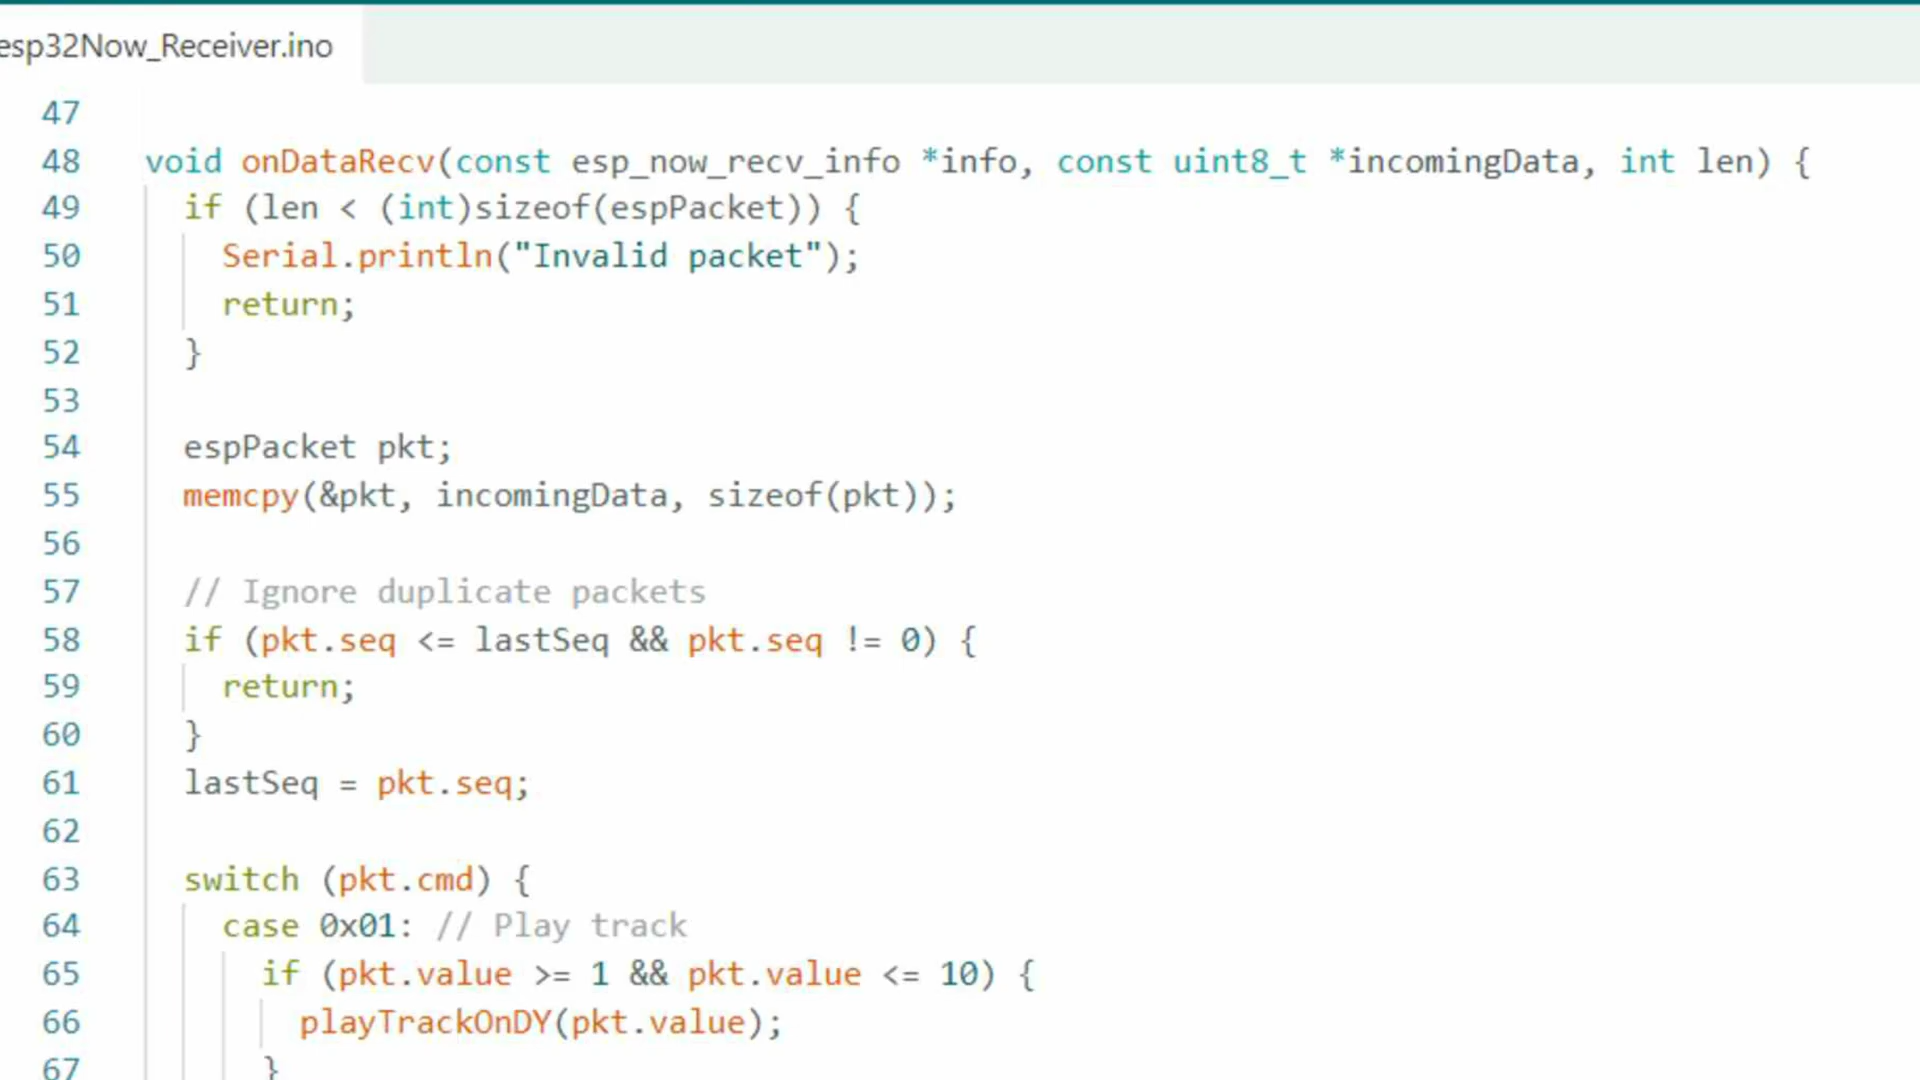 esp32Now_Receiver.ino
47
48 void onDataRecv(const esp_now_recv_info *info, const uint8_t *incomingData, int len) {
49 if (len < (int)sizeof(espPacket)) {
50 Serial.println("Invalid packet");
51 return;
52 }
53
54 espPacket pkt;
55 memcpy(&pkt, incomingData, sizeof(pkt));
56
57 // Ignore duplicate packets
58 if (pkt.seq <= lastSeq && pkt.seq != 0) {
59 return;
60 }
61 lastSeq = pkt.seq;
62
63 switch (pkt.cmd) {
64 case 0x01: // Play track
65 if (pkt.value >= 1 && pkt.value <= 10) {
66 playTrackOnDY(pkt.value);
67 }